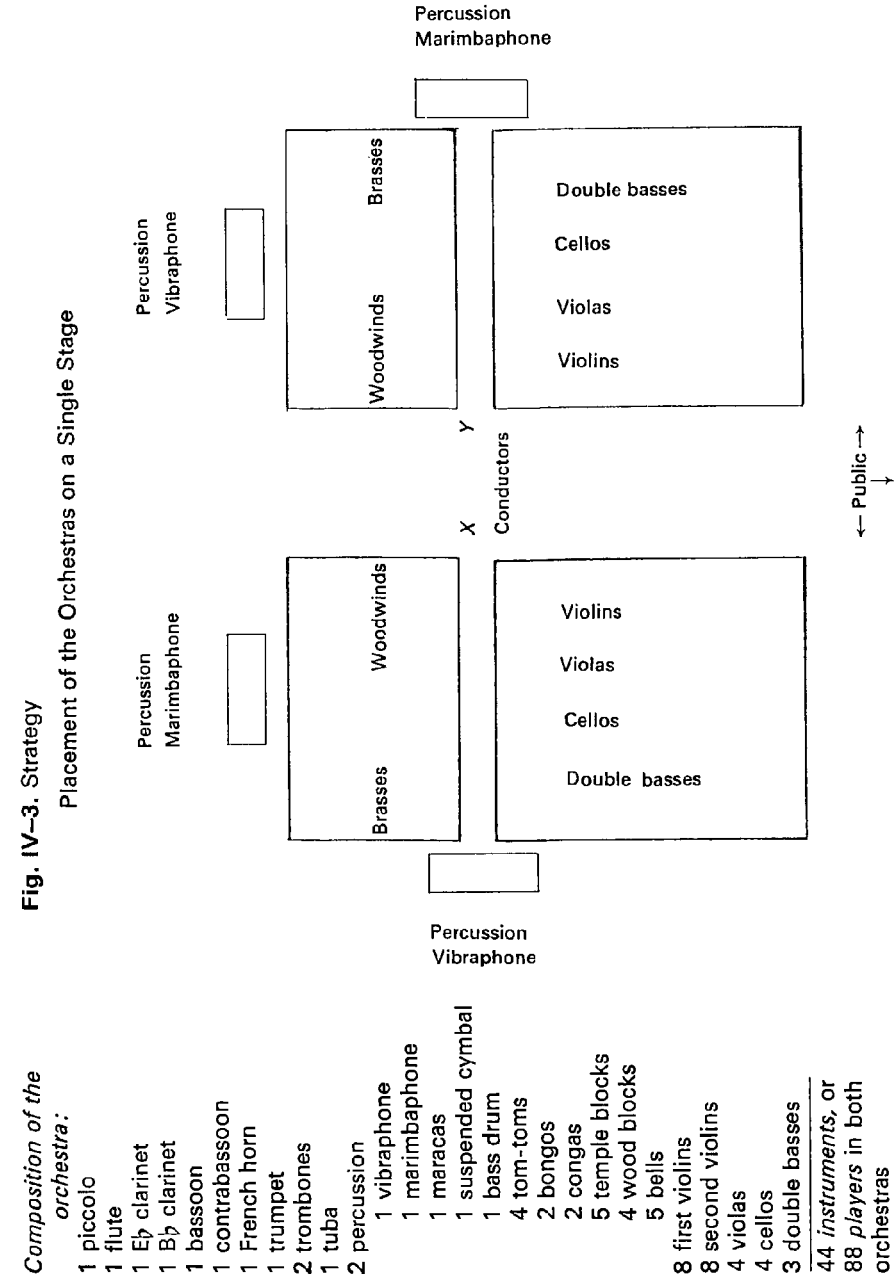 Fig. IV–3. Strategy
Placement of the Orchestras on a Single Stage
Percussion
Marimbaphone
Percussion
Vibraphone
Percussion
Vibraphone
Percussion
Marimbaphone
Brasses
Woodwinds
Woodwinds
Brasses
X
Y
Conductors
Violins
Violas
Cellos
Double basses
Double basses
Cellos
Violas
Violins
← Public →
↓
Composition of the
orchestra:
1 piccolo
1 flute
1 E♭ clarinet
1 B♭ clarinet
1 bassoon
1 contrabassoon
1 French horn
1 trumpet
2 trombones
1 tuba
2 percussion
1 vibraphone
1 marimbaphone
1 maracas
1 suspended cymbal
1 bass drum
4 tom-toms
2 bongos
2 congas
5 temple blocks
4 wood blocks
5 bells
8 first violins
8 second violins
4 violas
4 cellos
3 double basses
44 instruments, or
88 players in both
orchestras